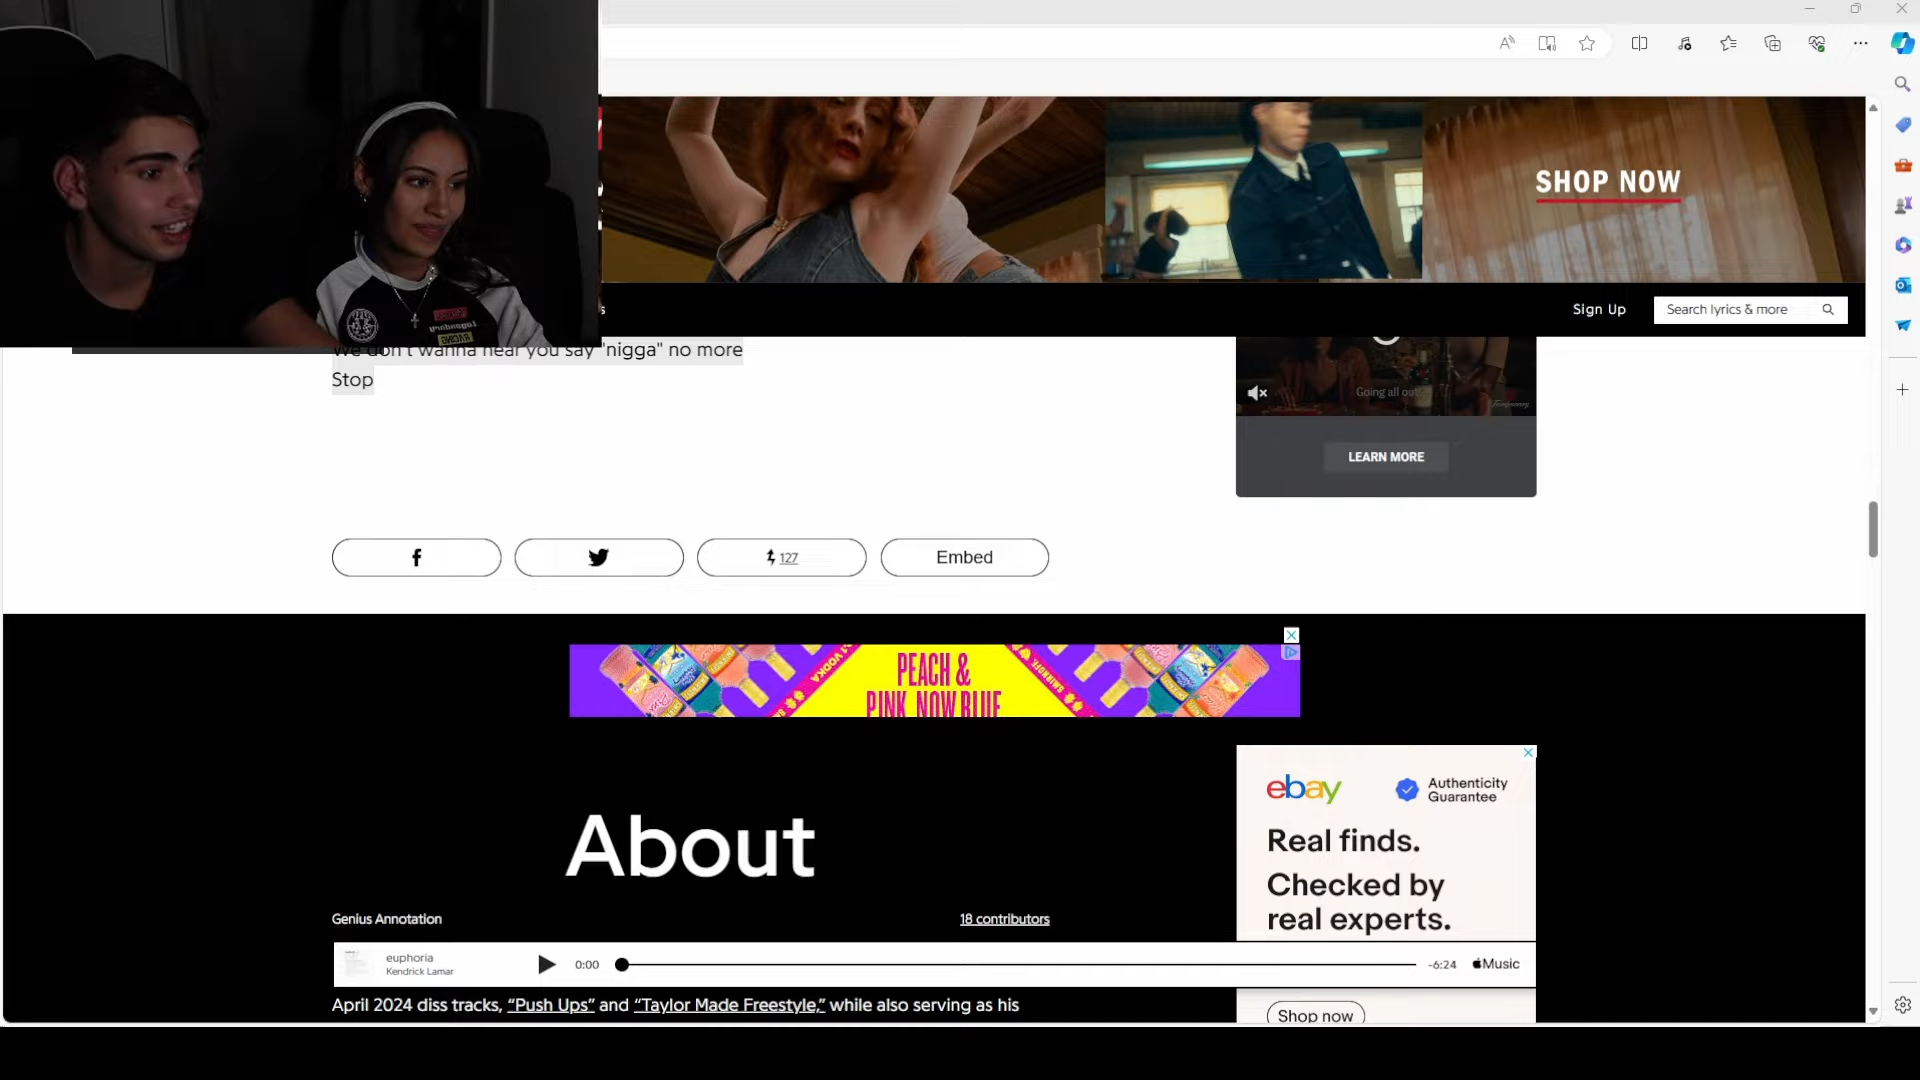 SHOP NOW
s
Sign Up
Search lyrics & more
We don't wanna hear you say "nigga" no more
Stop
Going all out
LEARN MORE
127
Embed
PEACH &
PINK. NOW BLUE
About
ebay
Authenticity
Guarantee
Real finds.
Checked by
real experts.
Genius Annotation
18 contributors
euphoria
Kendrick Lamar
0:00
-6:24
Music
April 2024 diss tracks, “Push Ups” and “Taylor Made Freestyle,” while also serving as his
Shop now